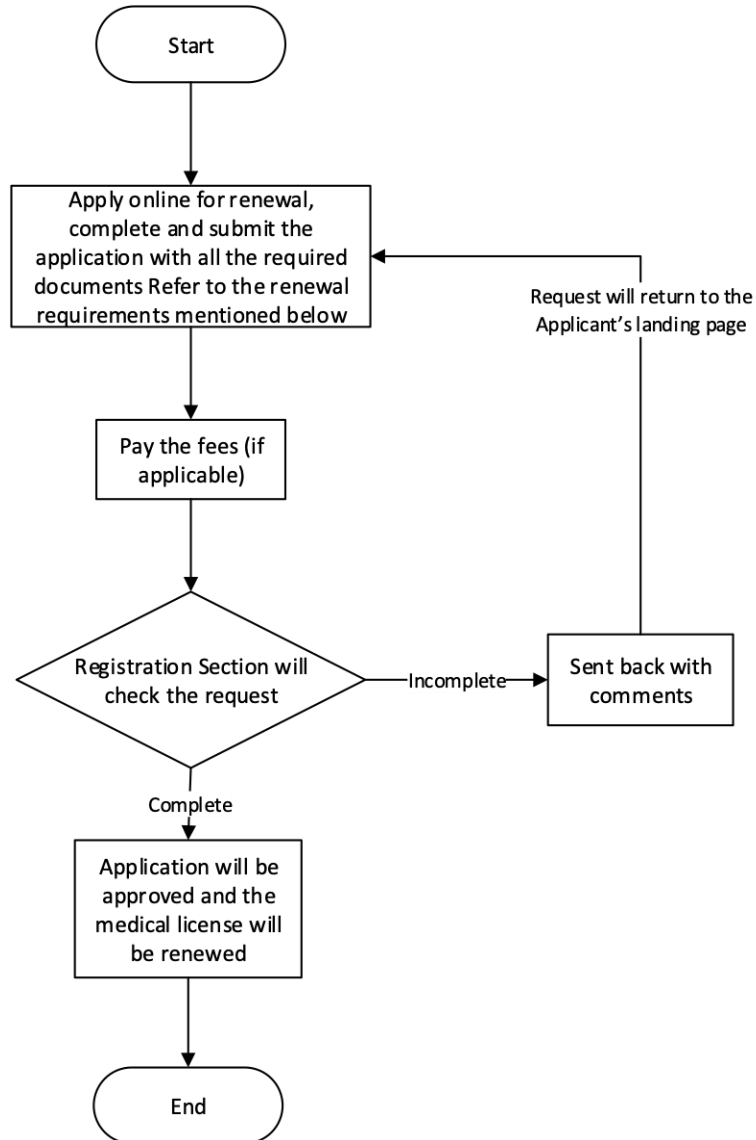 Start
Apply online for renewal,
complete and submit the
application with all the required
documents Refer to the renewal
requirements mentioned below
Request will return to the
Applicant's landing page
Pay the fees (if
applicable)
Registration Section will
check the request
Incomplete
Sent back with
comments
Complete
Application will be
approved and the
medical license will
be renewed
End